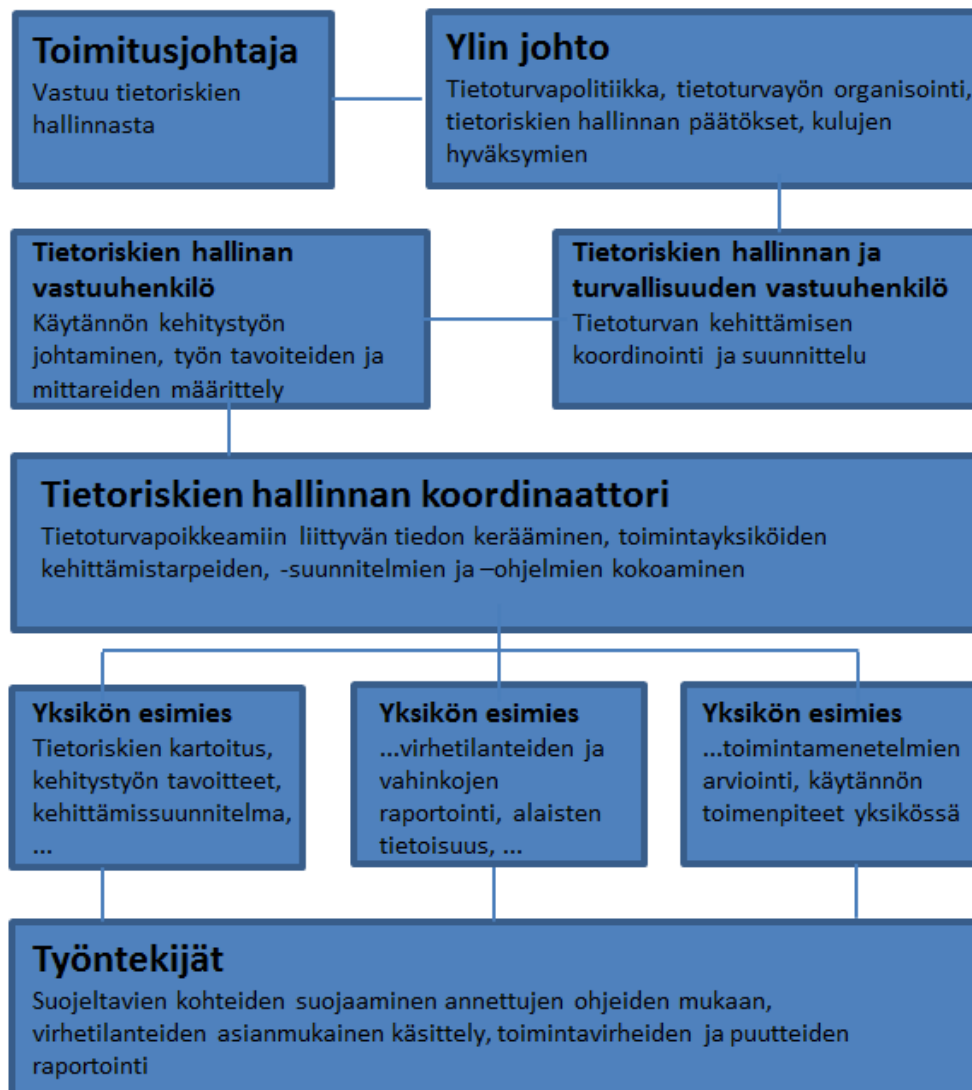 Toimitusjohtaja
Vastuu tietoriskien
hallinnasta
Ylin johto
Tietoturvapolitiikka, tietoturvayön organisointi,
tietoriskien hallinnan päätökset, kulujen
hyväksymien
Tietoriskien hallinan
vastuuhenkilö
Käytännön kehitystyön
johtaminen, työn tavoiteiden ja
mittareiden määrittely
Tietoriskien hallinnan ja
turvallisuuden vastuuhenkilö
Tietoturvan kehittämisen
koordinointi ja suunnittelu
Tietoriskien hallinnan koordinaattori
Tietoturvapoikkeamiin liittyvän tiedon kerääminen, toimintayksiköiden
kehittämistarpeiden, -suunnitelmien ja –ohjelmien kokoaminen
Yksikön esimies
Tietoriskien kartoitus,
kehitystyön tavoitteet,
kehittämissuunnitelma,
...
Yksikön esimies
...virhetilanteiden ja
vahinkojen
raportointi, alaisten
tietoisuus, ...
Yksikön esimies
...toimintamenetelmien
arviointi, käytännön
toimenpiteet yksikössä
Työntekijät
Suojeltavien kohteiden suojaaminen annettujen ohjeiden mukaan,
virhetilanteiden asianmukainen käsittely, toimintavirheiden ja puutteiden
raportointi